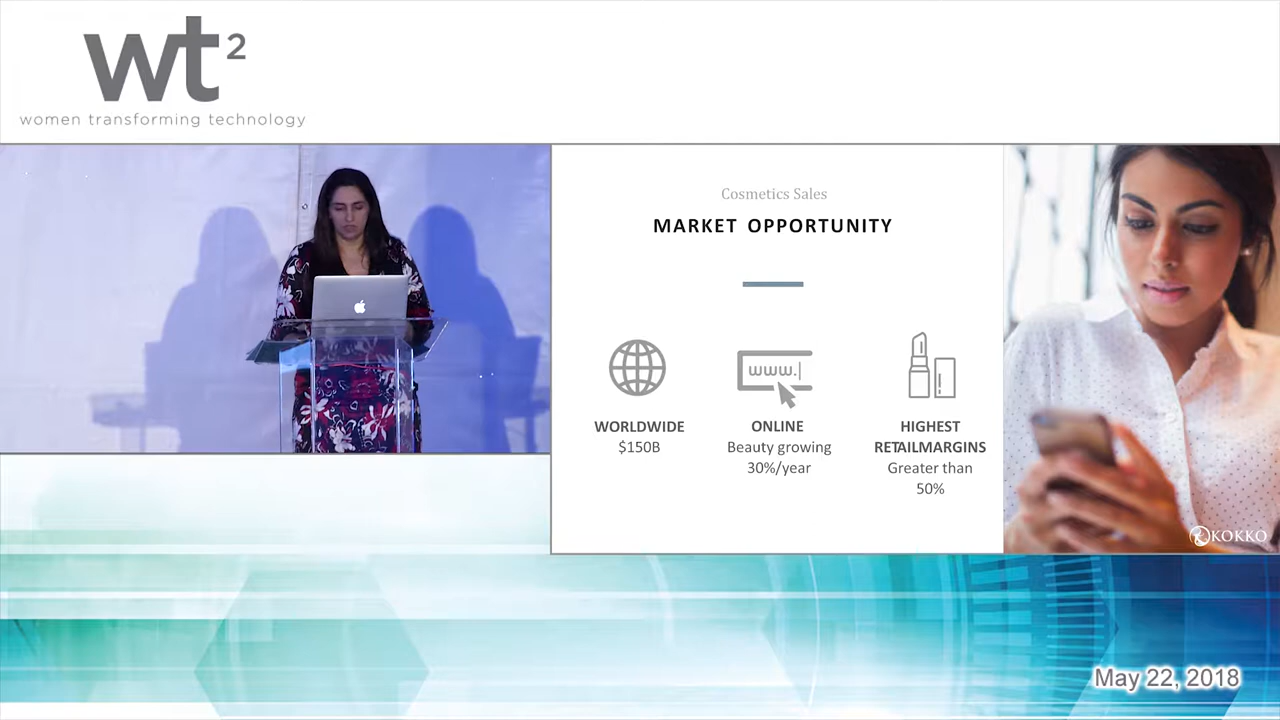 wt2
women transforming technology
Cosmetics Sales
MARKET OPPORTUNITY
www.
WORLDWIDE
$150B
ONLINE
Beauty growing
30%/year
HIGHEST
RETAILMARGINS
Greater than
50%
KOKKO
May 22, 2018